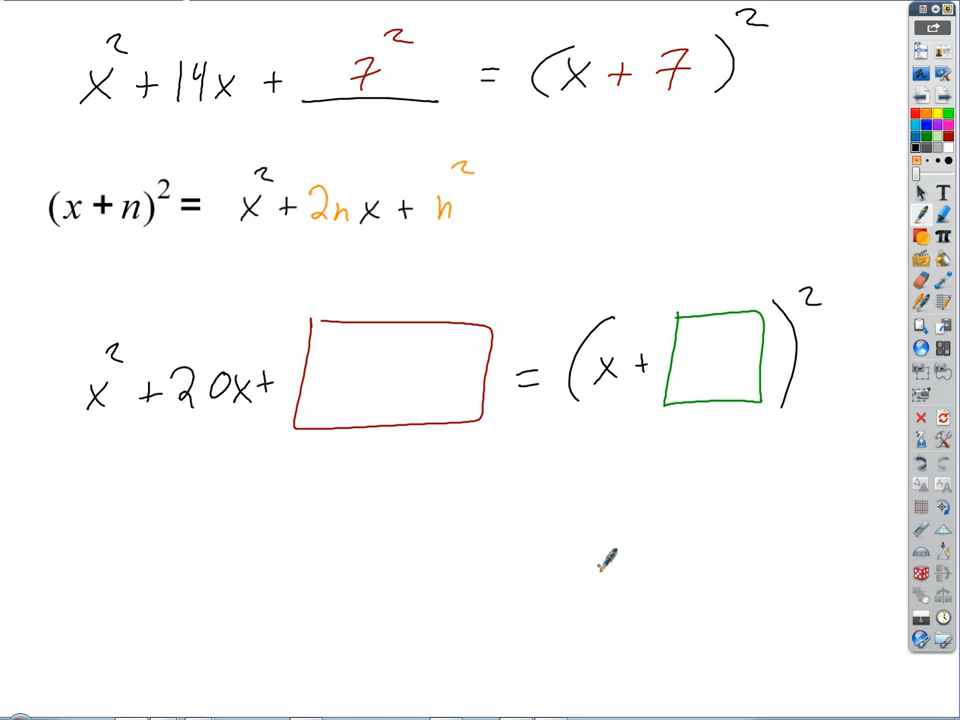 x² + 14x + 7² = (x + 7)²
(x + n)² = x² + 2nx + n²
x² + 20x + = (x + )²